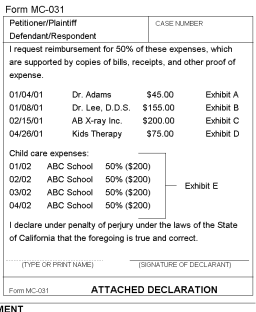 Form MC-031
Petitioner/Plaintiff
CASE NUMBER
Defendant/Respondent
I request reimbursement for 50% of these expenses, which
are supported by copies of bills, receipts, and other proof of
expense.
01/04/01 Dr. Adams $45.00 Exhibit A
01/08/01 Dr. Lee, D.D.S. $155.00 Exhibit B
02/15/01 AB X-ray Inc. $200.00 Exhibit C
04/26/01 Kids Therapy $75.00 Exhibit D
Child care expenses:
01/02 ABC School 50% ($200)
02/02 ABC School 50% ($200)
03/02 ABC School 50% ($200)
04/02 ABC School 50% ($200)
Exhibit E
I declare under penalty of perjury under the laws of the State
of California that the foregoing is true and correct.
(TYPE OR PRINT NAME) (SIGNATURE OF DECLARANT)
Form MC-031 ATTACHED DECLARATION
MENT